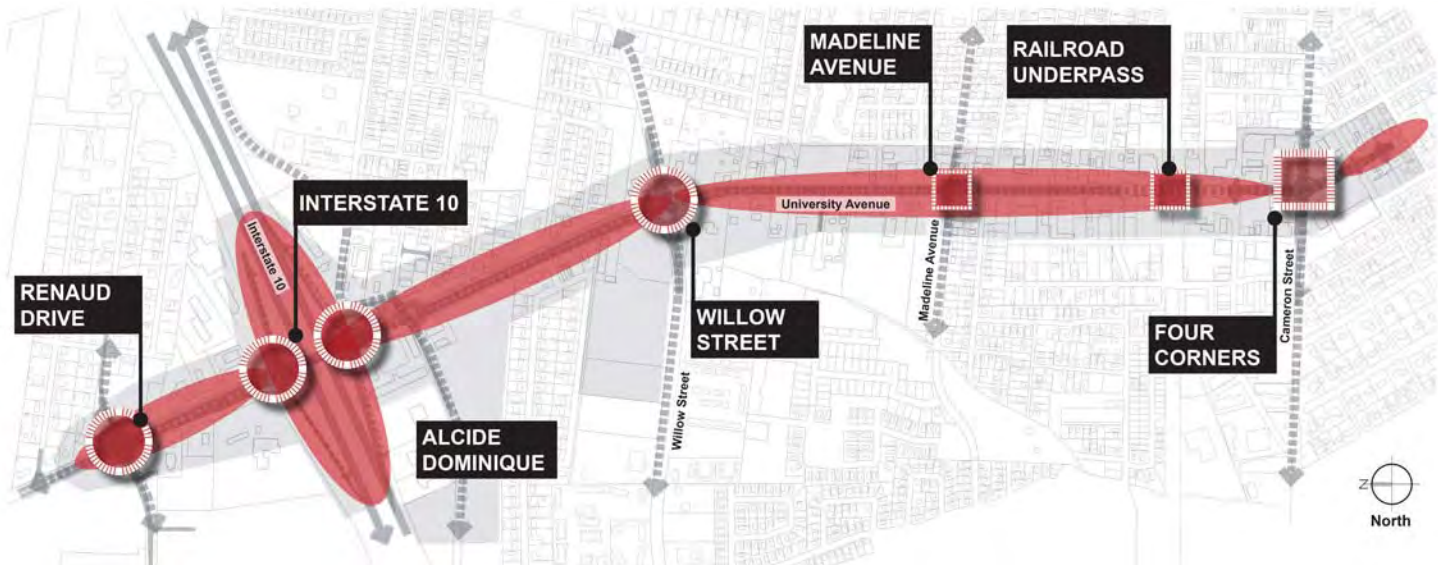 MADELINE
AVENUE
RAILROAD
UNDERPASS
INTERSTATE 10
University Avenue
Interstate 10
Madeline Avenue
Cameron Street
RENAUD
DRIVE
WILLOW
STREET
FOUR
CORNERS
Willow Street
ALCIDE
DOMINIQUE
Z
North